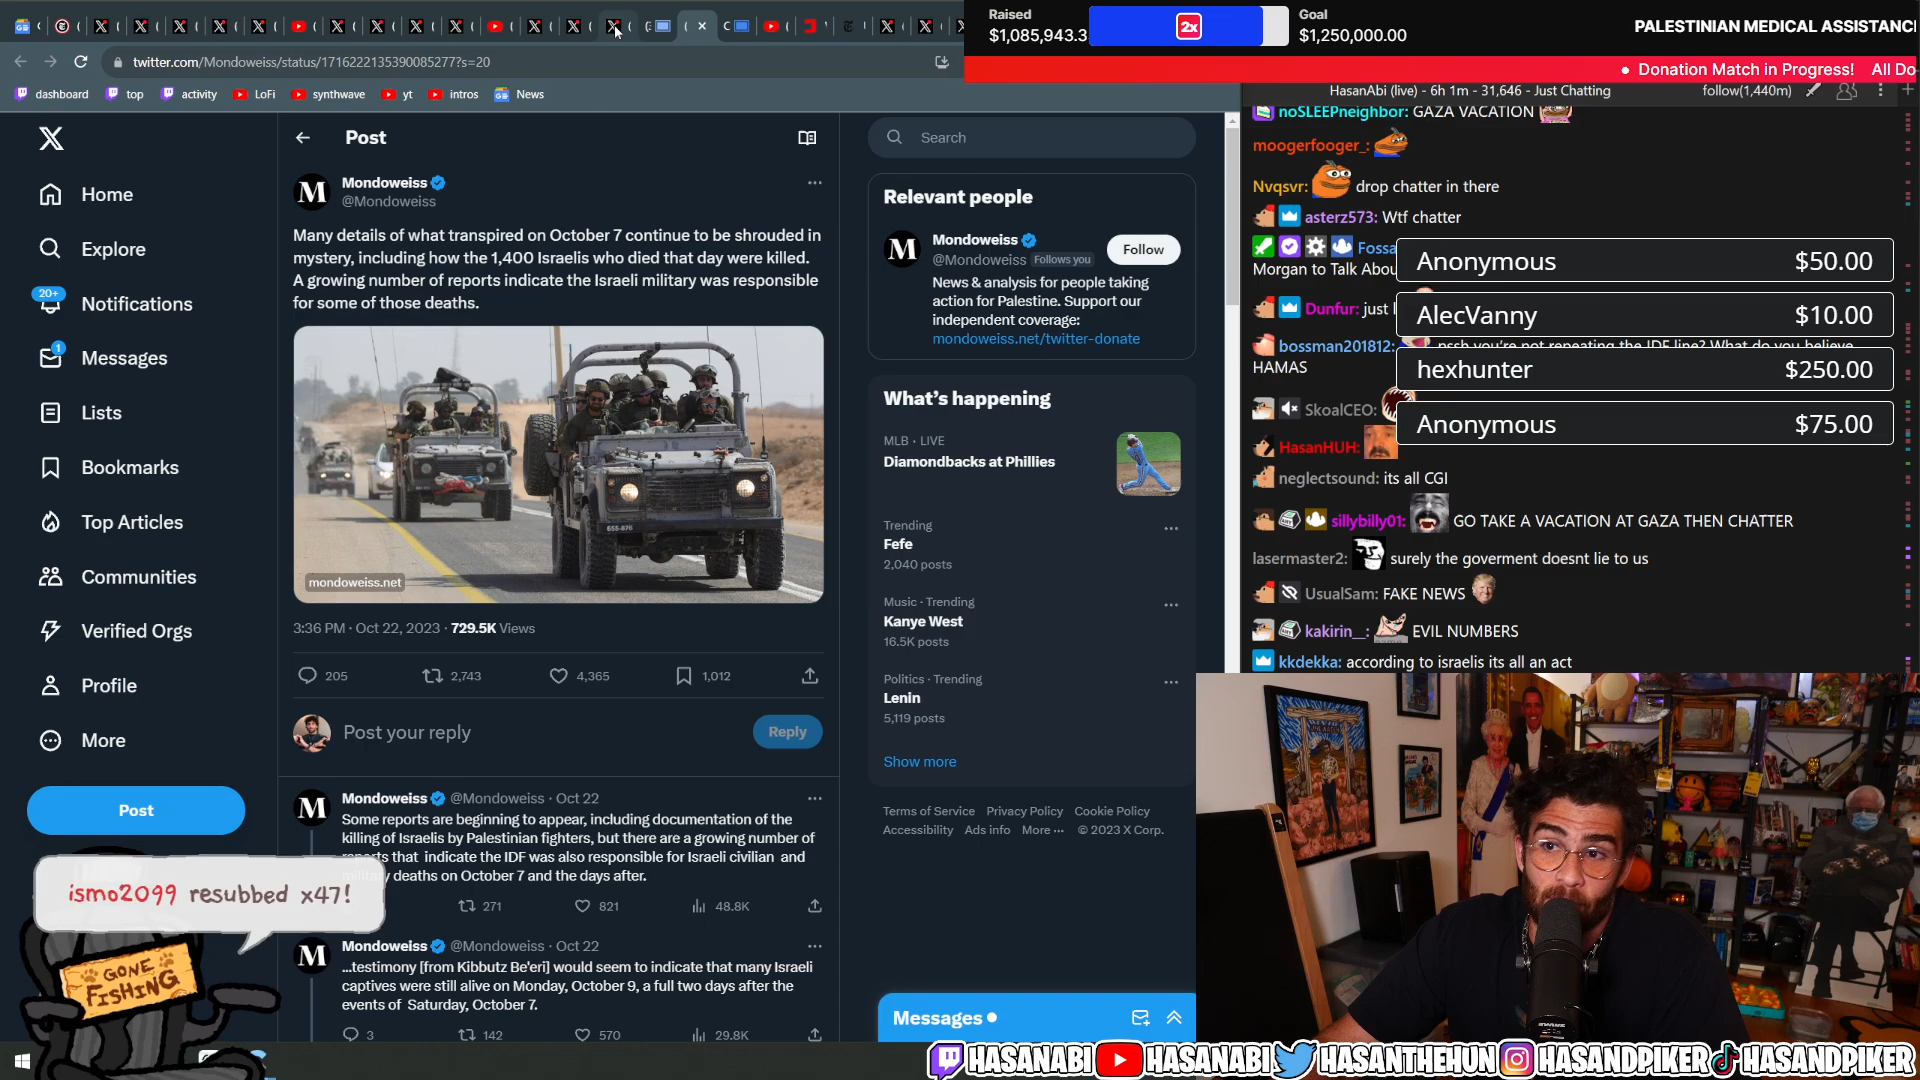 Raised
$1,085,943.3
2x
Goal
$1,250,000.00
PALESTINIAN MEDICAL ASSISTANC
• Donation Match in Progress! All Do
twitter.com/Mondoweiss/status/1716222135390085277?s=20
dashboard
top
activity
LoFi
synthwave
yt
intros
News
HasanAbi (live) - 6h 1m - 31,646 - Just Chatting
follow(1,440m)
Home
Explore
20+
Notifications
1
Messages
Lists
Bookmarks
Top Articles
Communities
Verified Orgs
Profile
More
Post
Post
Mondoweiss
@Mondoweiss
Many details of what transpired on October 7 continue to be shrouded in
mystery, including how the 1,400 Israelis who died that day were killed.
A growing number of reports indicate the Israeli military was responsible
for some of those deaths.
mondoweiss.net
3:36 PM · Oct 22, 2023 · 729.5K Views
205
2,743
4,365
1,012
Post your reply
Reply
Mondoweiss @Mondoweiss · Oct 22
Some reports are beginning to appear, including documentation of the
killing of Israelis by Palestinian fighters, but there are a growing number of
that indicate the IDF was also responsible for Israeli civilian and
deaths on October 7 and the days after.
271
821
48.8K
Mondoweiss @Mondoweiss · Oct 22
...testimony [from Kibbutz Be'eri] would seem to indicate that many Israeli
captives were still alive on Monday, October 9, a full two days after the
events of Saturday, October 7.
3
142
570
29.8K
Search
Relevant people
Mondoweiss
@Mondoweiss Follows you
Follow
News & analysis for people taking
action for Palestine. Support our
independent coverage:
mondoweiss.net/twitter-donate
What's happening
MLB · LIVE
Diamondbacks at Phillies
Trending
Fefe
2,040 posts
Music · Trending
Kanye West
16.5K posts
Politics · Trending
Lenin
5,119 posts
Show more
Terms of Service Privacy Policy Cookie Policy
Accessibility Ads info More ··· © 2023 X Corp.
Messages
noSLEEPneighbor: GAZA VACATION
moogerfooger_:
Nvqsvr: drop chatter in there
asterz573: Wtf chatter
Fossa
Morgan to Talk Abou
Dunfur: just l
bossman201812: pssh you're not repeating the IDF line? What do you believe
HAMAS
SkoalCEO:
HasanHUH:
neglectsound: its all CGI
sillybilly01: GO TAKE A VACATION AT GAZA THEN CHATTER
lasermaster2: surely the goverment doesnt lie to us
UsualSam: FAKE NEWS
kakirin__: EVIL NUMBERS
kkdekka: according to israelis its all an act
Anonymous $50.00
AlecVanny $10.00
hexhunter $250.00
Anonymous $75.00
ismo2099 resubbed x47!
GONE
FISHING
HASANABI
HASANABI
HASANTHEHUN
HASANDPIKER
HASANDPIKER